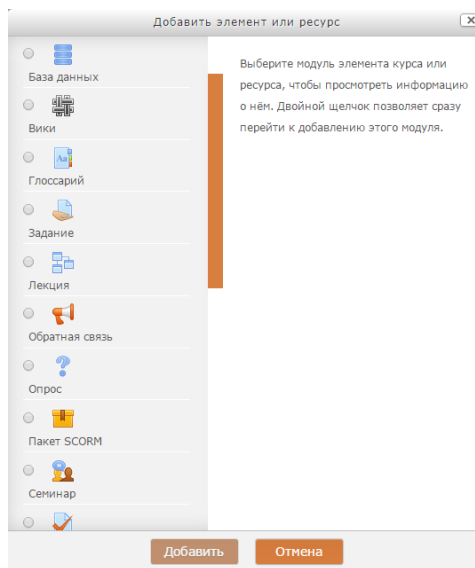 Добавить элемент или ресурс
База данных
Вики
Глоссарий
Задание
Лекция
Обратная связь
Опрос
Пакет SCORM
Семинар
Выберите модуль элемента курса или
ресурса, чтобы просмотреть информацию
о нём. Двойной щелчок позволяет сразу
перейти к добавлению этого модуля.
Добавить
Отмена